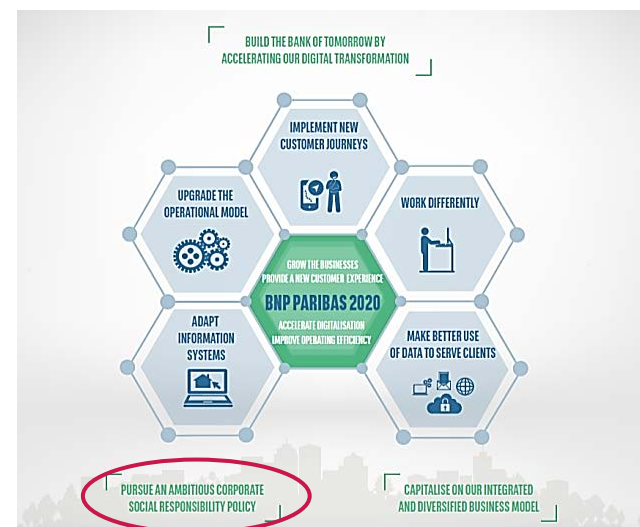 BUILD THE BANK OF TOMORROW BY
ACCELERATING OUR DIGITAL TRANSFORMATION
IMPLEMENT NEW
CUSTOMER JOURNEYS
UPGRADE THE
OPERATIONAL MODEL
WORK DIFFERENTLY
GROW THE BUSINESSES
PROVIDE A NEW CUSTOMER EXPERIENCE
BNP PARIBAS 2020
ACCELERATE DIGITALISATION
IMPROVE OPERATING EFFICIENCY
ADAPT
INFORMATION
SYSTEMS
MAKE BETTER USE
OF DATA TO SERVE CLIENTS
PURSUE AN AMBITIOUS CORPORATE
SOCIAL RESPONSIBILITY POLICY
CAPITALISE ON OUR INTEGRATED
AND DIVERSIFIED BUSINESS MODEL